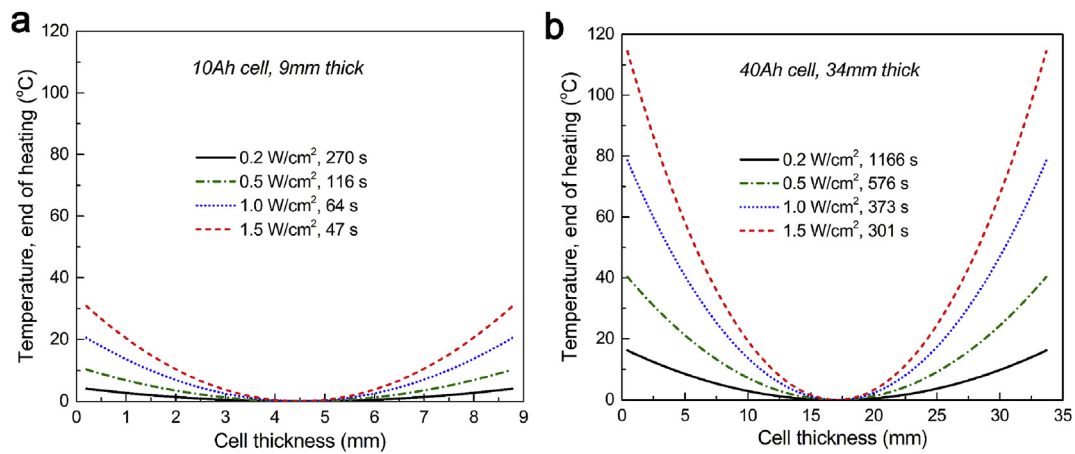 a
10Ah cell, 9mm thick
0.2 W/cm², 270 s
0.5 W/cm², 116 s
1.0 W/cm², 64 s
1.5 W/cm², 47 s
Temperature, end of heating (°C)
120
100
80
60
40
20
0
0 1 2 3 4 5 6 7 8 9
Cell thickness (mm)
b
40Ah cell, 34mm thick
0.2 W/cm², 1166 s
0.5 W/cm², 576 s
1.0 W/cm², 373 s
1.5 W/cm², 301 s
Temperature, end of heating (°C)
120
100
80
60
40
20
0
0 5 10 15 20 25 30 35
Cell thickness (mm)